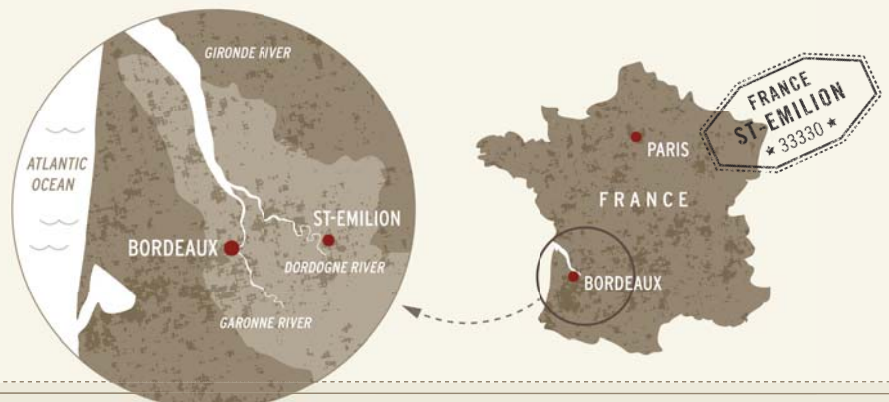 GIRONDE RIVER
ATLANTIC
OCEAN
BORDEAUX
ST-EMILION
DORDOGNE RIVER
GARONNE RIVER
PARIS
FRANCE
BORDEAUX
FRANCE
ST-EMILION
★ 33330 ★